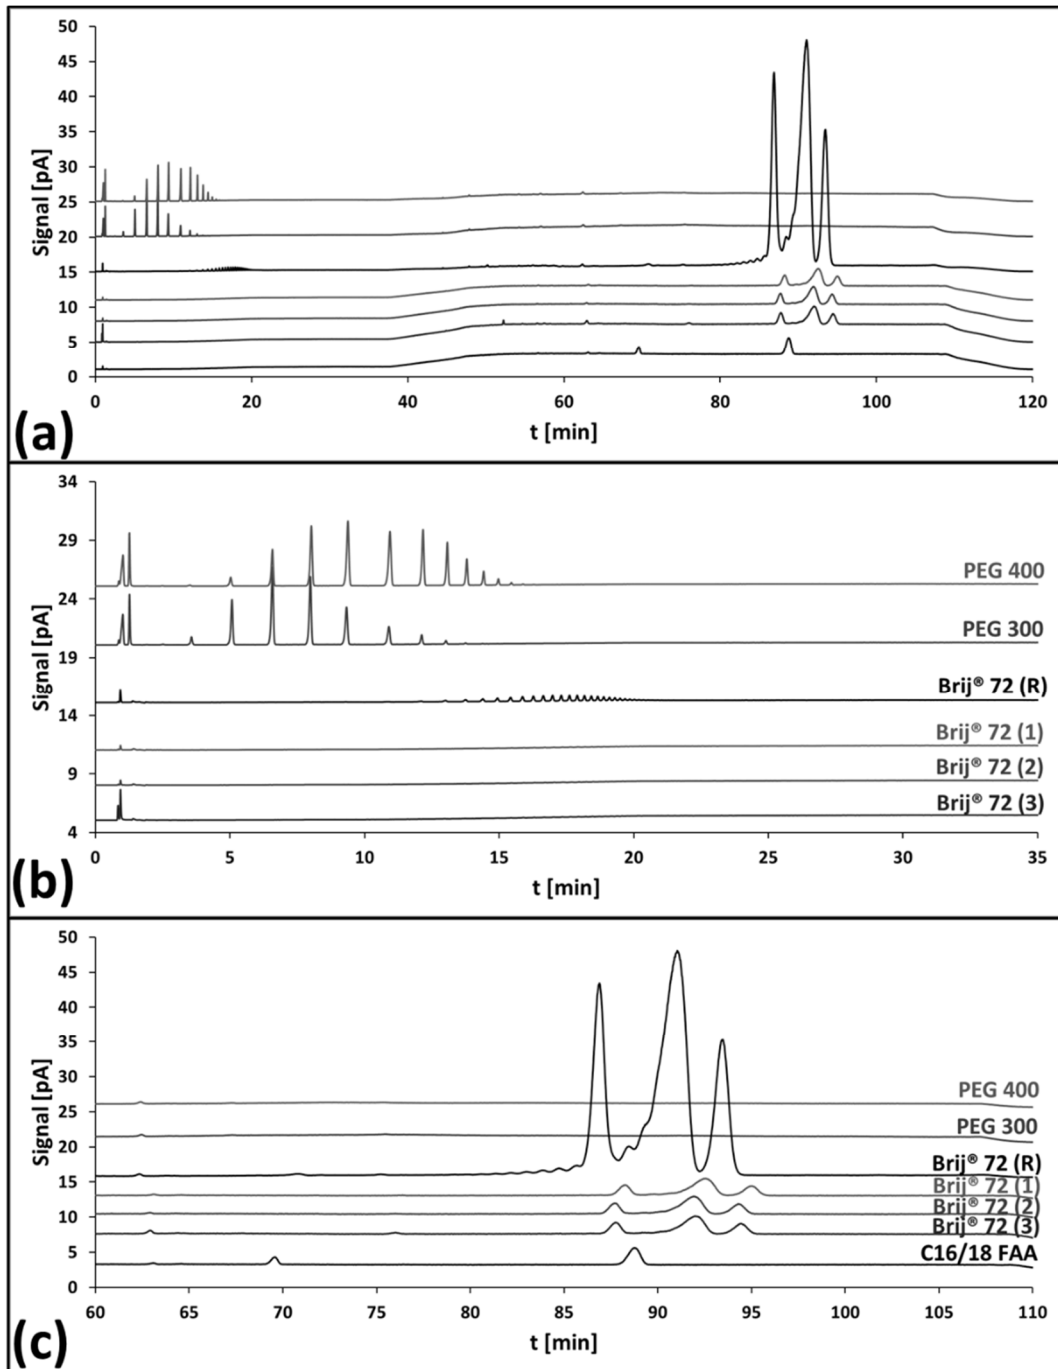 50
45
40
35
30
25
20
15
10
5
0
Signal [pA]
0 20 40 60 80 100 120
t [min]
(a)
34
29
24
19
14
9
4
Signal [pA]
PEG 400
PEG 300
Brij® 72 (R)
Brij® 72 (1)
Brij® 72 (2)
Brij® 72 (3)
0 5 10 15 20 25 30 35
t [min]
(b)
50
45
40
35
30
25
20
15
10
5
0
Signal [pA]
PEG 400
PEG 300
Brij® 72 (R)
Brij® 72 (1)
Brij® 72 (2)
Brij® 72 (3)
C16/18 FAA
60 65 70 75 80 85 90 95 100 105 110
t [min]
(c)